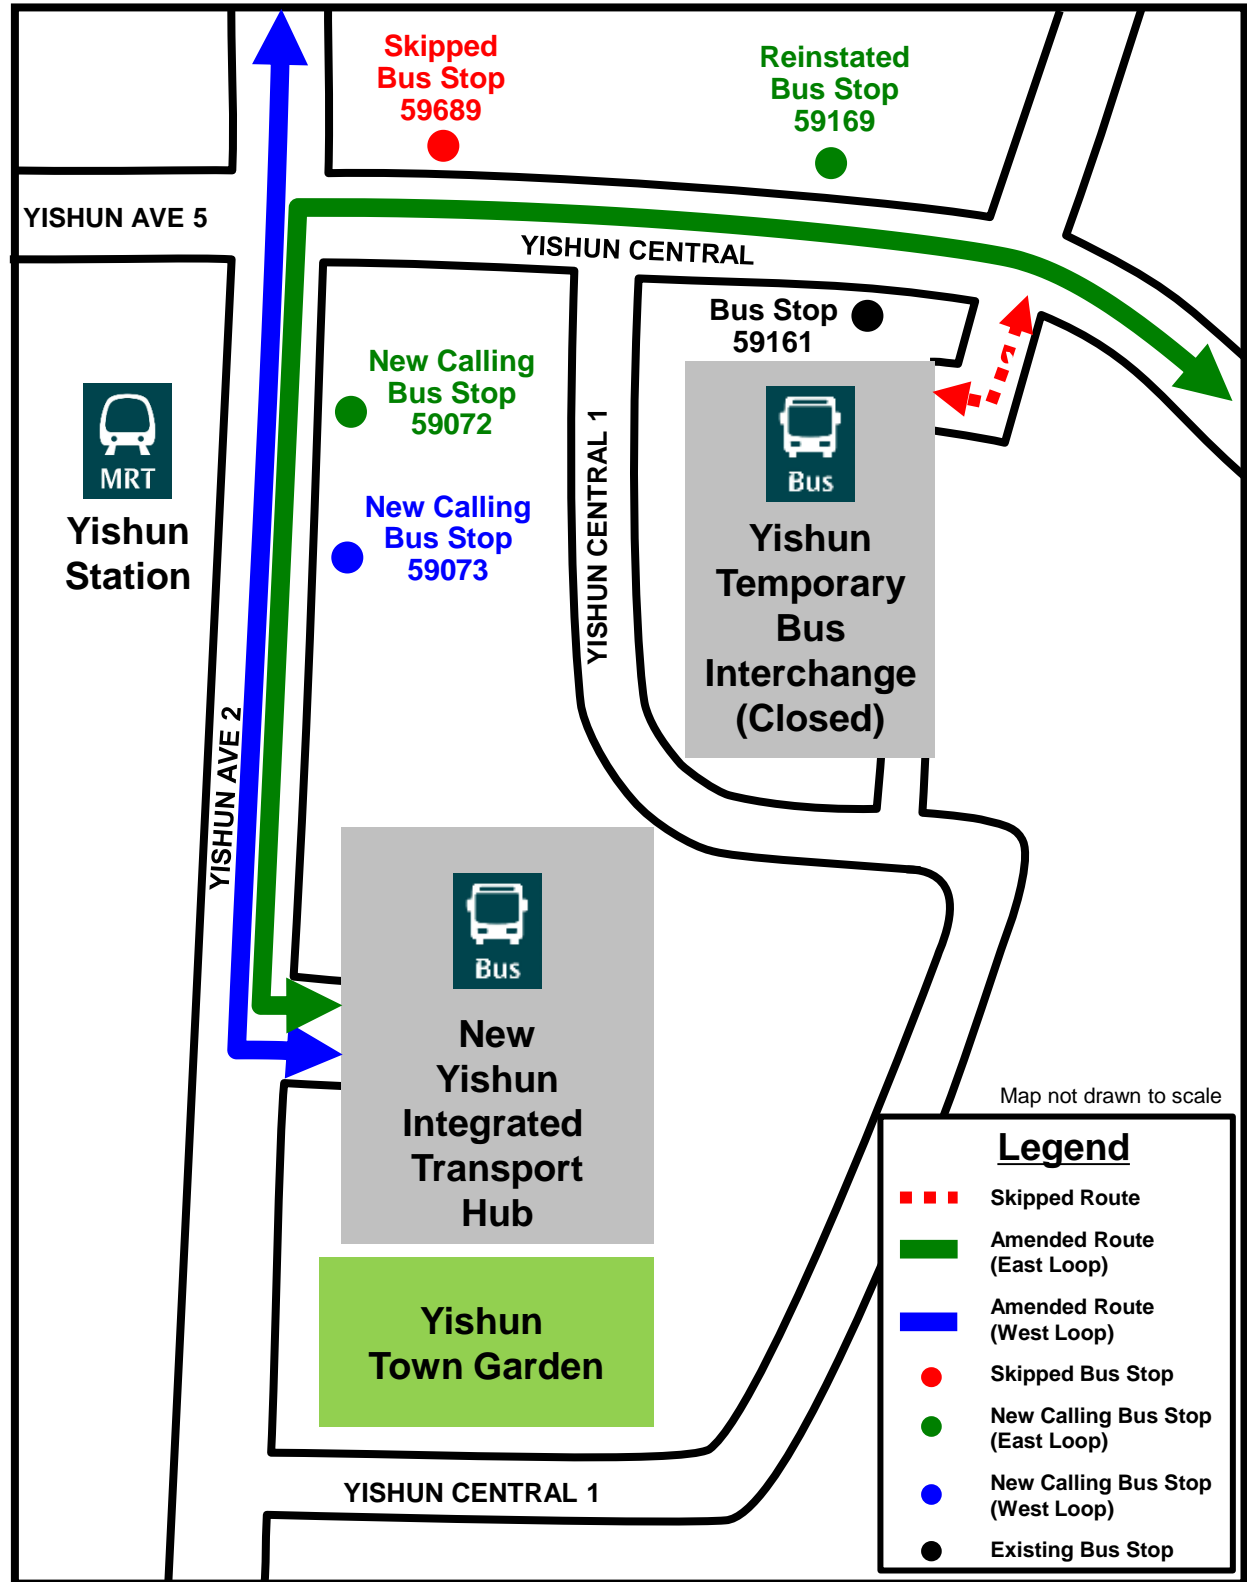 Skipped
Bus Stop
59689
Reinstated
Bus Stop
59169
YISHUN AVE 5
YISHUN CENTRAL
Bus Stop
59161
New Calling
Bus Stop
59072
MRT
Yishun
Station
New Calling
Bus Stop
59073
YISHUN CENTRAL 1
Bus
Yishun
Temporary
Bus
Interchange
(Closed)
YISHUN AVE 2
Bus
New
Yishun
Integrated
Transport
Hub
Yishun
Town Garden
YISHUN CENTRAL 1
Map not drawn to scale
Legend
Skipped Route
Amended Route
(East Loop)
Amended Route
(West Loop)
Skipped Bus Stop
New Calling Bus Stop
(East Loop)
New Calling Bus Stop
(West Loop)
Existing Bus Stop